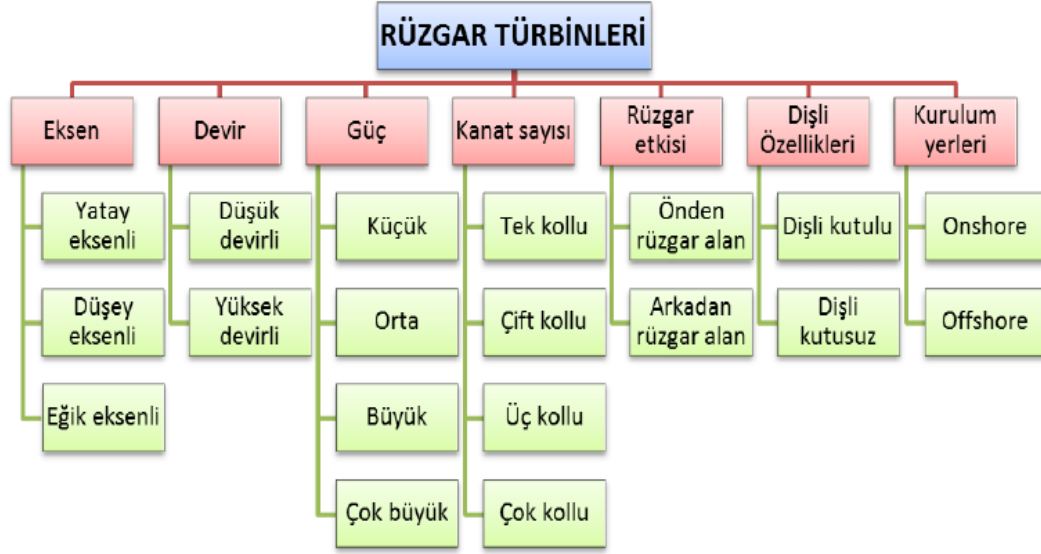 RÜZGAR TÜRBİNLERİ
Eksen
Yatay
eksenli
Düşey
eksenli
Eğik eksenli
Devir
Düşük
devirli
Yüksek
devirli
Güç
Küçük
Orta
Büyük
Çok büyük
Kanat sayısı
Tek kollu
Çift kollu
Üç kollu
Çok kollu
Rüzgar
etkisi
Önden
rüzgar alan
Arkadan
rüzgar alan
Dişli
Özellikleri
Dişli kutulu
Dişli
kutusuz
Kurulum
yerleri
Onshore
Offshore